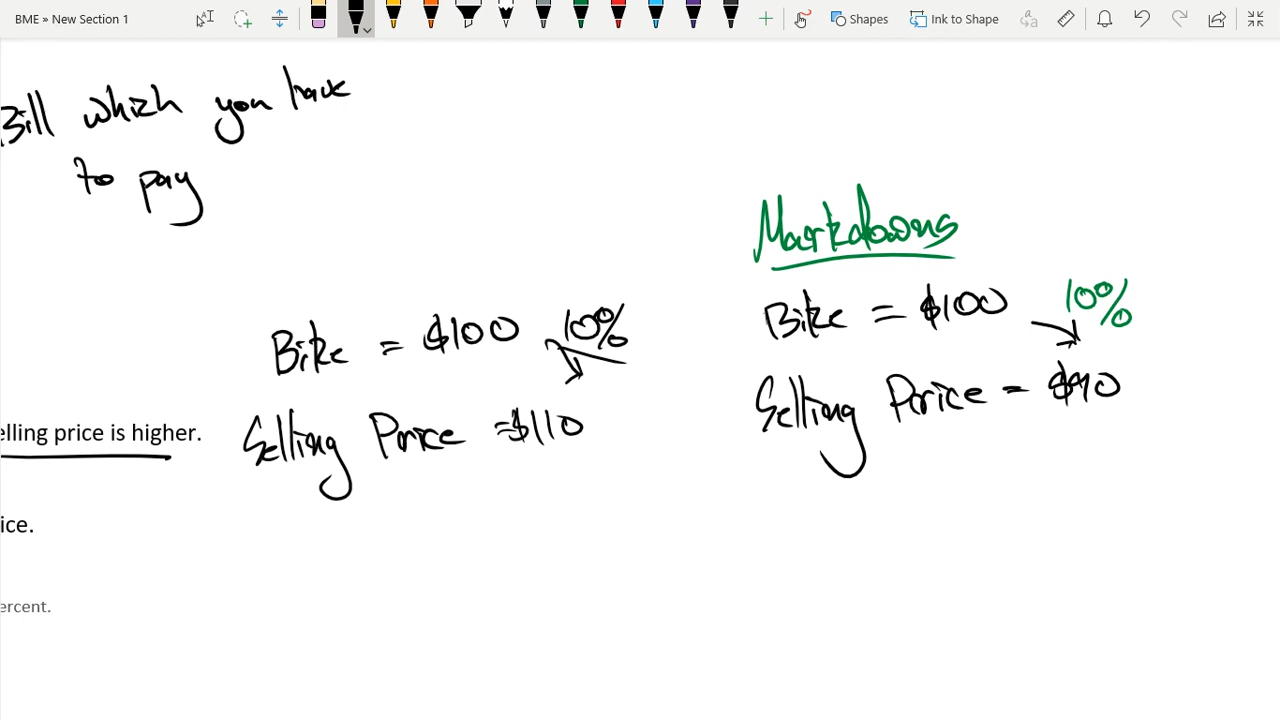 BME » New Section 1
Shapes
Ink to Shape
Bill which you have
to pay
Markdowns
Bike = $100 10%
Selling Price = $110
Bike = $100 10%
Selling Price = $90
elling price is higher.
ice.
ercent.